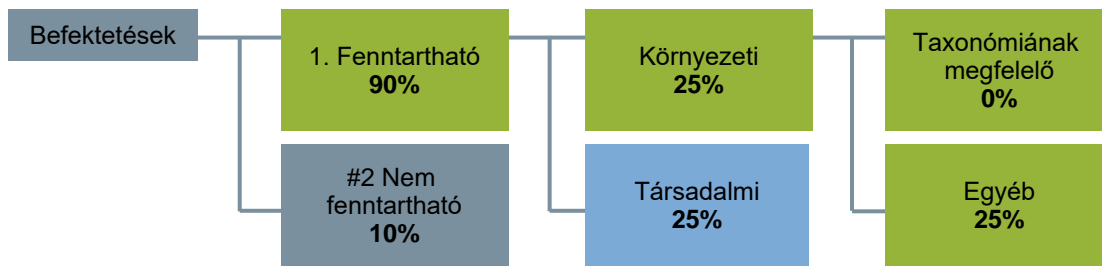 Befektetések
1. Fenntartható
90%
Környezeti
25%
Taxonómiának
megfelelő
0%
#2 Nem
fenntartható
10%
Társadalmi
25%
Egyéb
25%